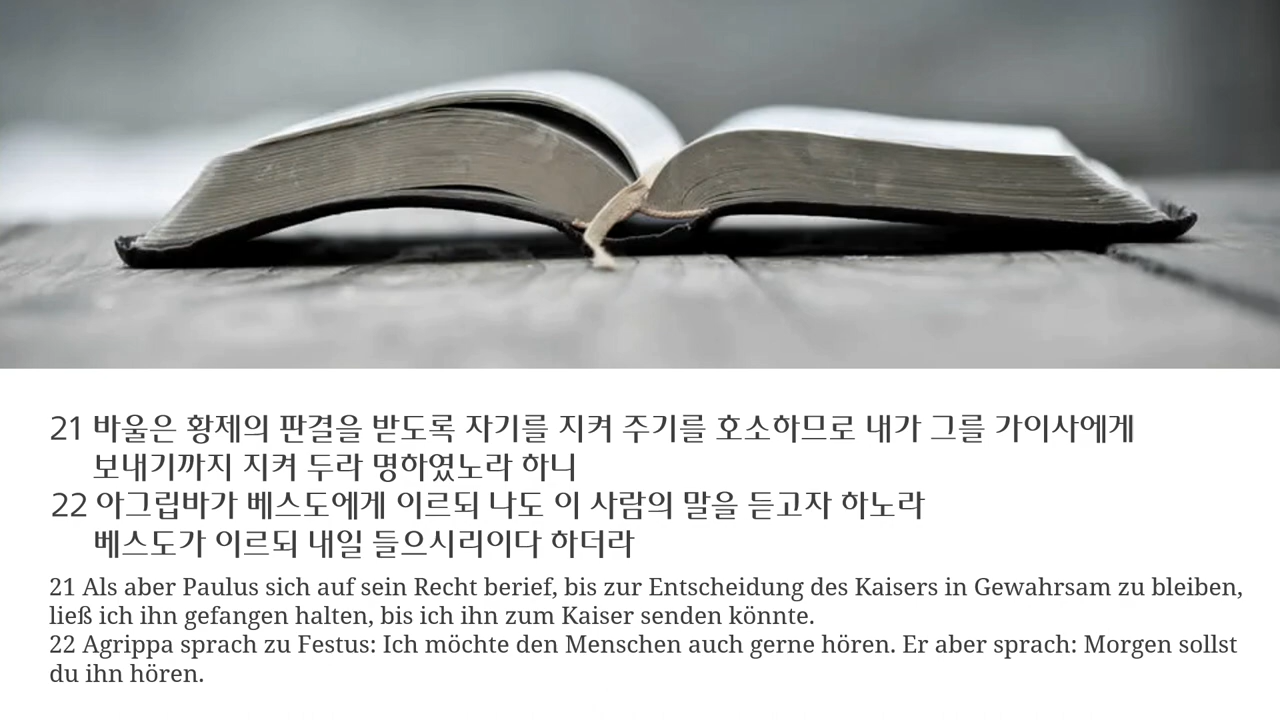 21 바울은 황제의 판결을 받도록 자기를 지켜 주기를 호소하므로 내가 그를 가이사에게
보내기까지 지켜 두라 명하였노라 하니
22 아그립바가 베스도에게 이르되 나도 이 사람의 말을 듣고자 하노라
베스도가 이르되 내일 들으시리이다 하더라
21 Als aber Paulus sich auf sein Recht berief, bis zur Entscheidung des Kaisers in Gewahrsam zu bleiben,
ließ ich ihn gefangen halten, bis ich ihn zum Kaiser senden könnte.
22 Agrippa sprach zu Festus: Ich möchte den Menschen auch gerne hören. Er aber sprach: Morgen sollst
du ihn hören.